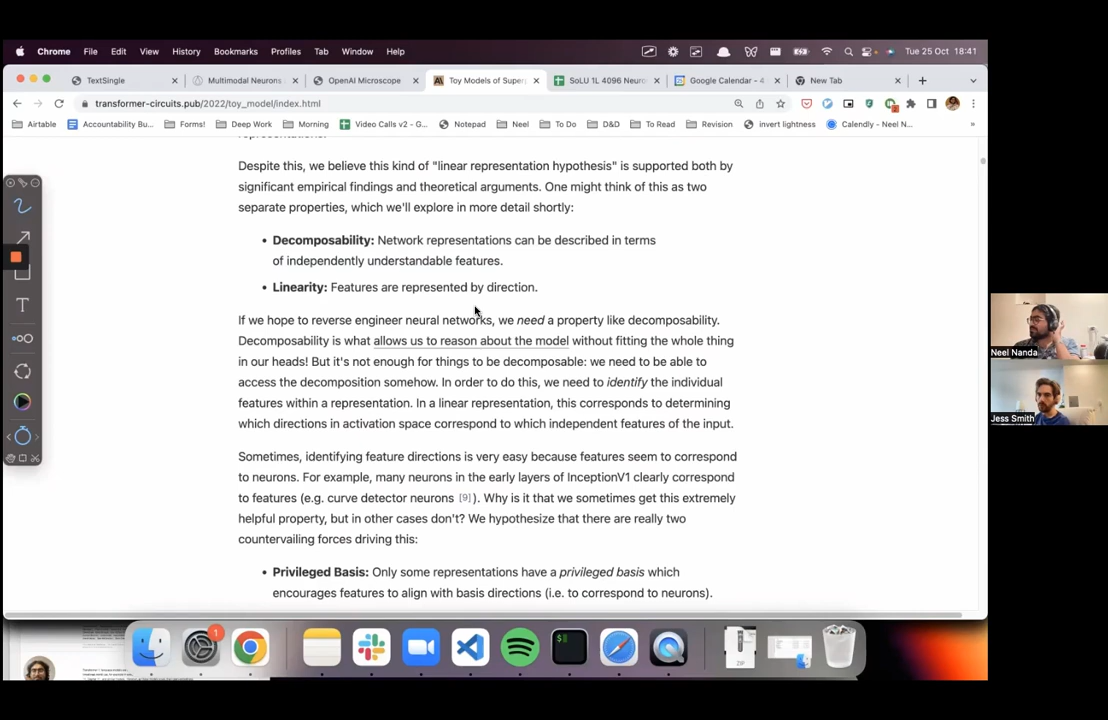 Chrome File Edit View History Bookmarks Profiles Tab Window Help Tue 25 Oct 18:41
TextSingle Multimodal Neurons OpenAI Microscope Toy Models of Super SoLU 1L 4096 Neuro Google Calendar - 4 New Tab
transformer-circuits.pub/2022/toy_model/index.html
Airtable Accountability Bu... Forms! Deep Work Morning Video Calls v2 - G... Notepad Neel To Do D&D To Read Revision invert lightness Calendly - Neel N...
representations.
Despite this, we believe this kind of "linear representation hypothesis" is supported both by
significant empirical findings and theoretical arguments. One might think of this as two
separate properties, which we'll explore in more detail shortly:
• Decomposability: Network representations can be described in terms
of independently understandable features.
• Linearity: Features are represented by direction.
If we hope to reverse engineer neural networks, we need a property like decomposability.
Decomposability is what allows us to reason about the model without fitting the whole thing
in our heads! But it's not enough for things to be decomposable: we need to be able to
access the decomposition somehow. In order to do this, we need to identify the individual
features within a representation. In a linear representation, this corresponds to determining
which directions in activation space correspond to which independent features of the input.
Sometimes, identifying feature directions is very easy because features seem to correspond
to neurons. For example, many neurons in the early layers of InceptionV1 clearly correspond
to features (e.g. curve detector neurons [9]). Why is it that we sometimes get this extremely
helpful property, but in other cases don't? We hypothesize that there are really two
countervailing forces driving this:
• Privileged Basis: Only some representations have a privileged basis which
encourages features to align with basis directions (i.e. to correspond to neurons).
T
Neel Nanda
Jess Smith
1
ZIP